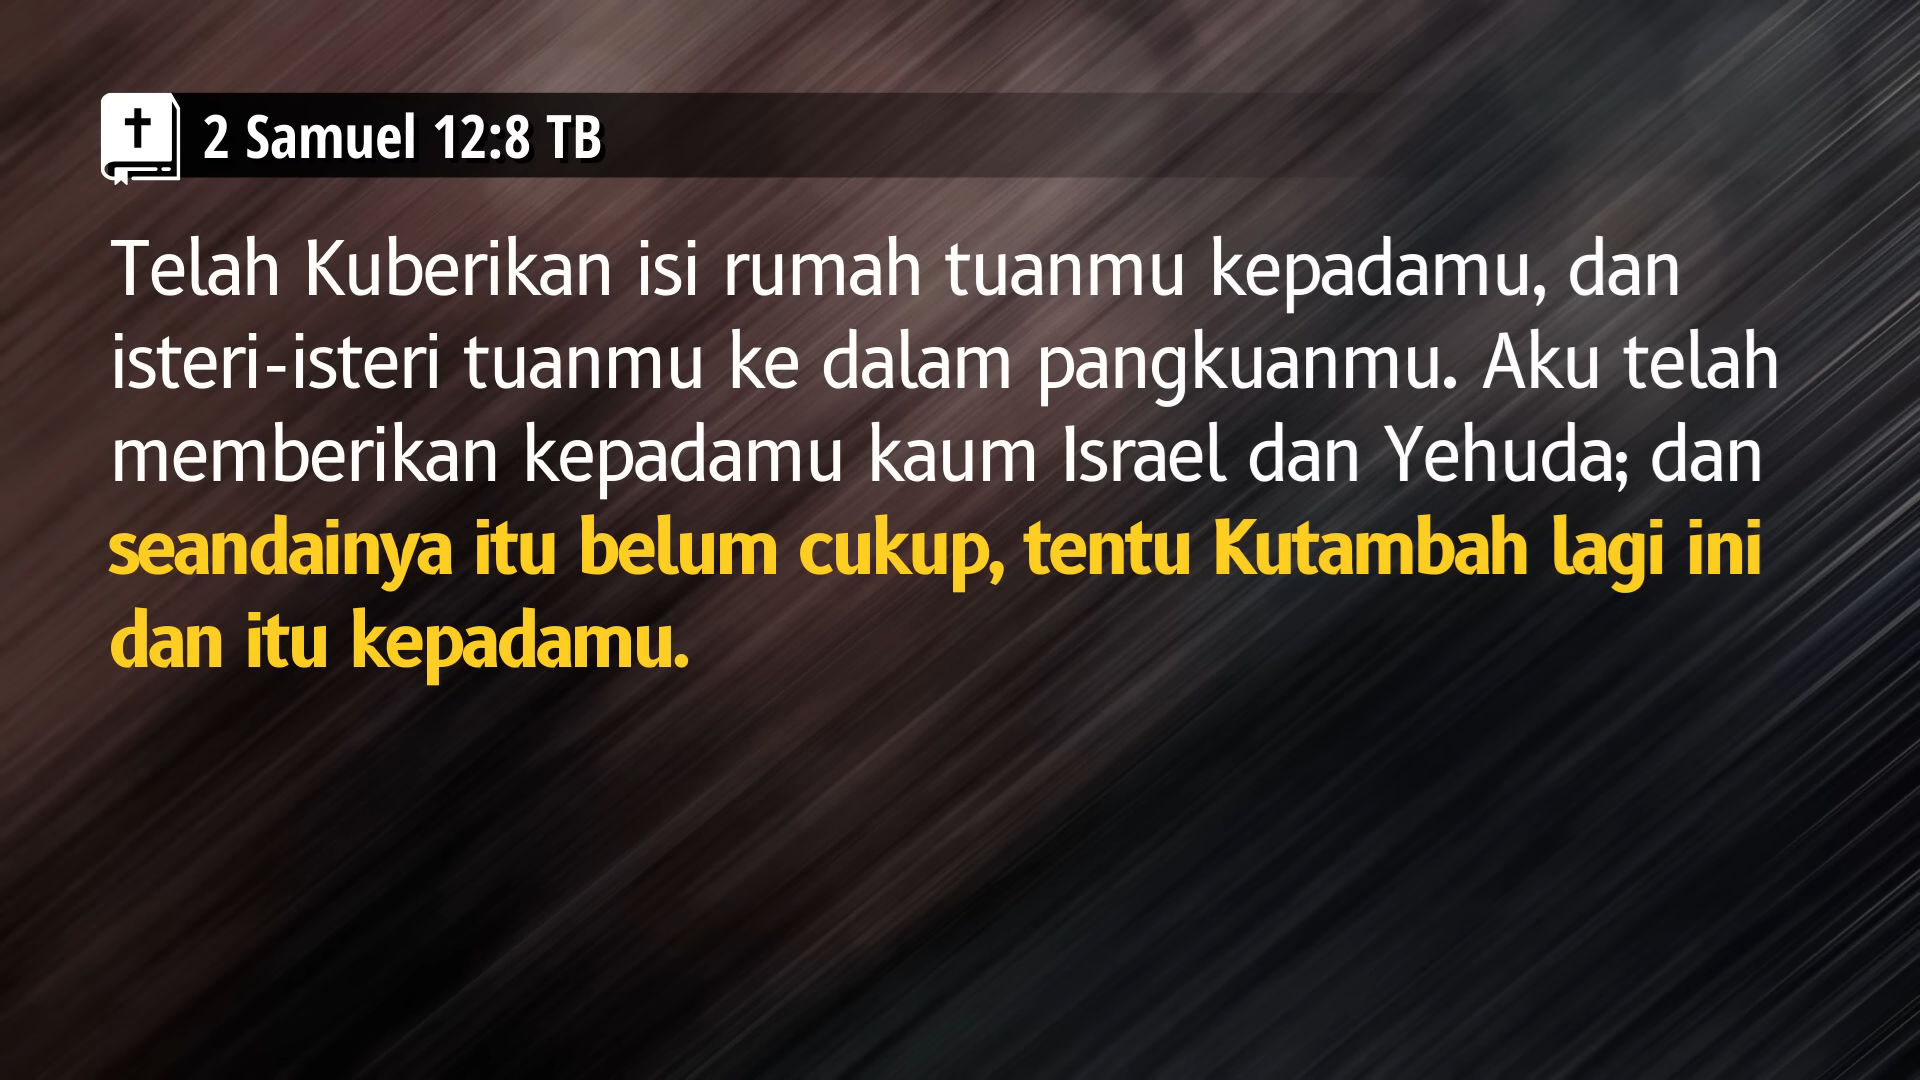 2 Samuel 12:8 TB
Telah Kuberikan isi rumah tuanmu kepadamu, dan
isteri-isteri tuanmu ke dalam pangkuanmu. Aku telah
memberikan kepadamu kaum Israel dan Yehuda; dan
seandainya itu belum cukup, tentu Kutambah lagi ini
dan itu kepadamu.